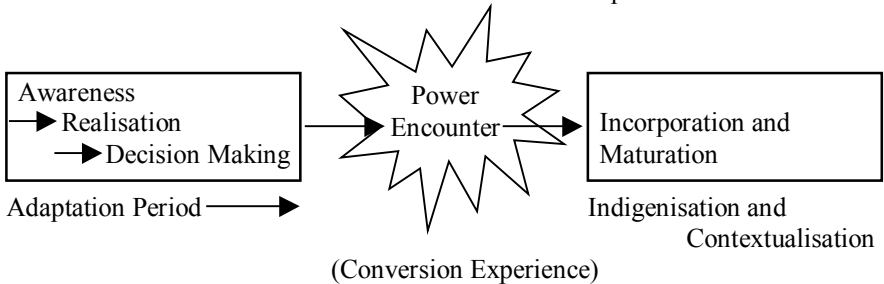 Awareness
Realisation
Decision Making
Adaptation Period
Power
Encounter
(Conversion Experience)
Incorporation and
Maturation
Indigenisation and
Contextualisation